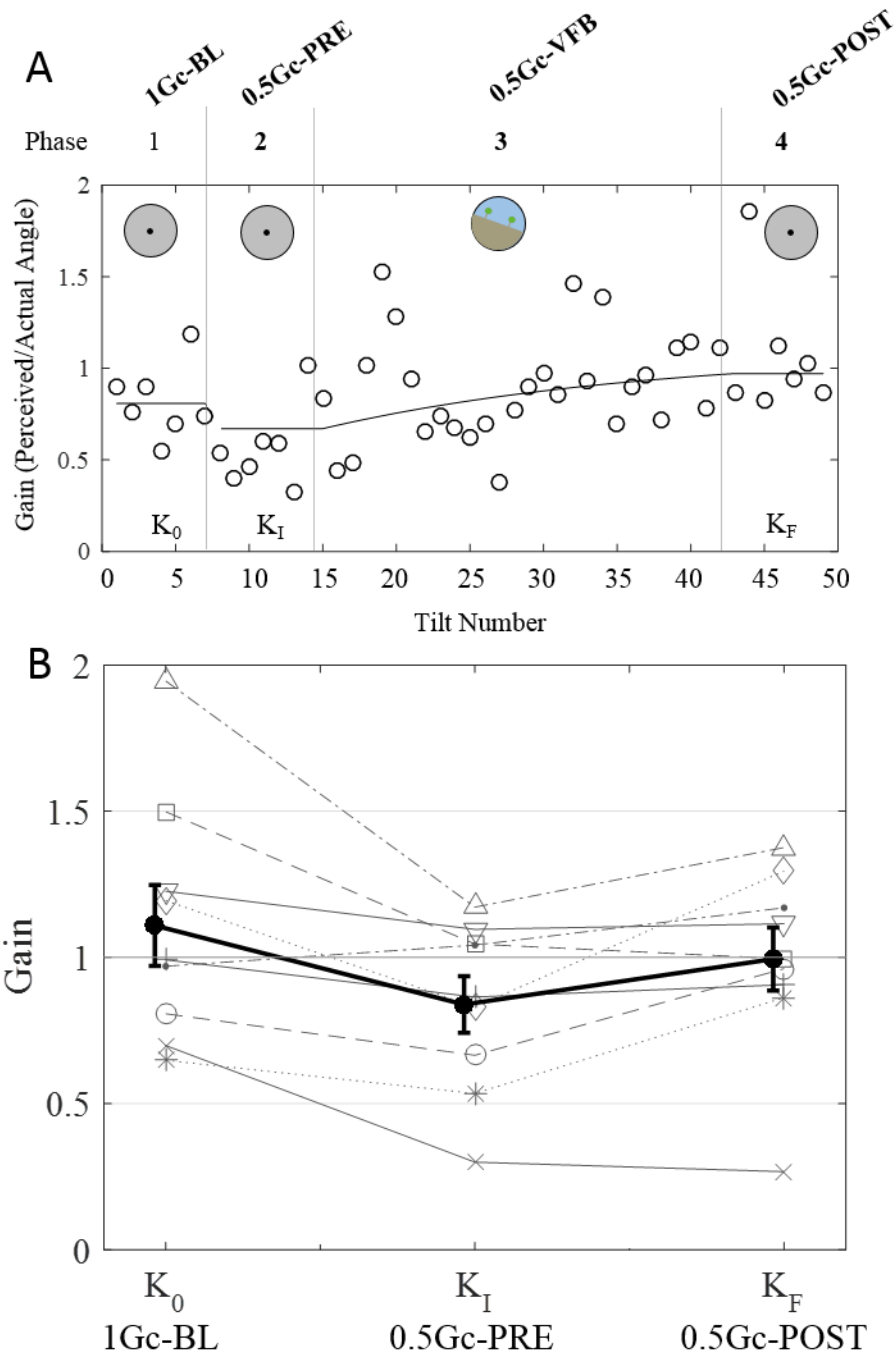 A
1Gc-BL 0.5Gc-PRE 0.5Gc-VFB 0.5Gc-POST
Phase 1 2 3 4
2
1.5
1
0.5
0
Gain (Perceived/Actual Angle)
K0 KI KF
0 5 10 15 20 25 30 35 40 45 50
Tilt Number
B
2
1.5
1
0.5
0
Gain
K0 KI KF
1Gc-BL 0.5Gc-PRE 0.5Gc-POST